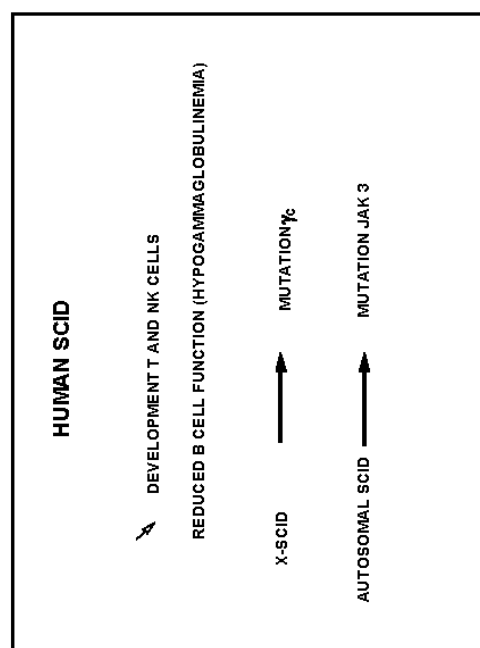 HUMAN SCID
DEVELOPMENT T AND NK CELLS
REDUCED B CELL FUNCTION (HYPOGAMMAGLOBULINEMIA)
X-SCID → MUTATION γc
AUTOSOMAL SCID → MUTATION JAK 3